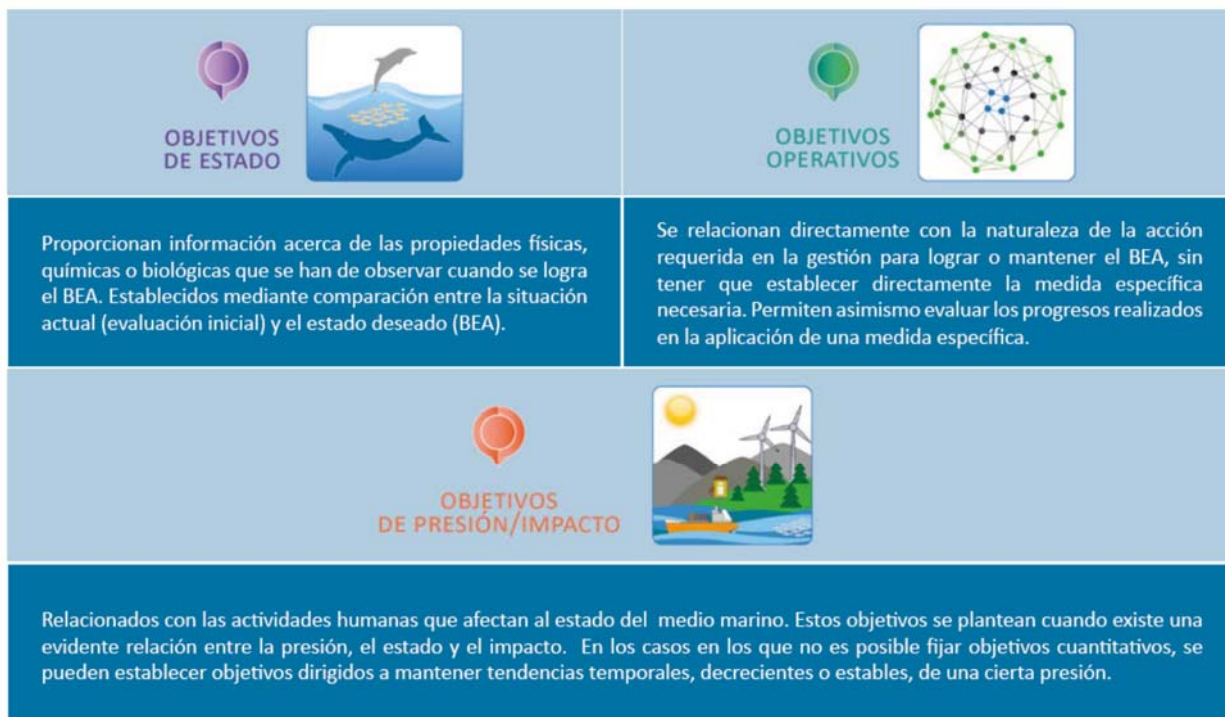 OBJETIVOS
DE ESTADO
OBJETIVOS
OPERATIVOS
Proporcionan información acerca de las propiedades físicas,
químicas o biológicas que se han de observar cuando se logra
el BEA. Establecidos mediante comparación entre la situación
actual (evaluación inicial) y el estado deseado (BEA).
Se relacionan directamente con la naturaleza de la acción
requerida en la gestión para lograr o mantener el BEA, sin
tener que establecer directamente la medida específica
necesaria. Permiten asimismo evaluar los progresos realizados
en la aplicación de una medida específica.
OBJETIVOS
DE PRESIÓN/IMPACTO
Relacionados con las actividades humanas que afectan al estado del medio marino. Estos objetivos se plantean cuando existe una
evidente relación entre la presión, el estado y el impacto. En los casos en los que no es posible fijar objetivos cuantitativos, se
pueden establecer objetivos dirigidos a mantener tendencias temporales, decrecientes o estables, de una cierta presión.